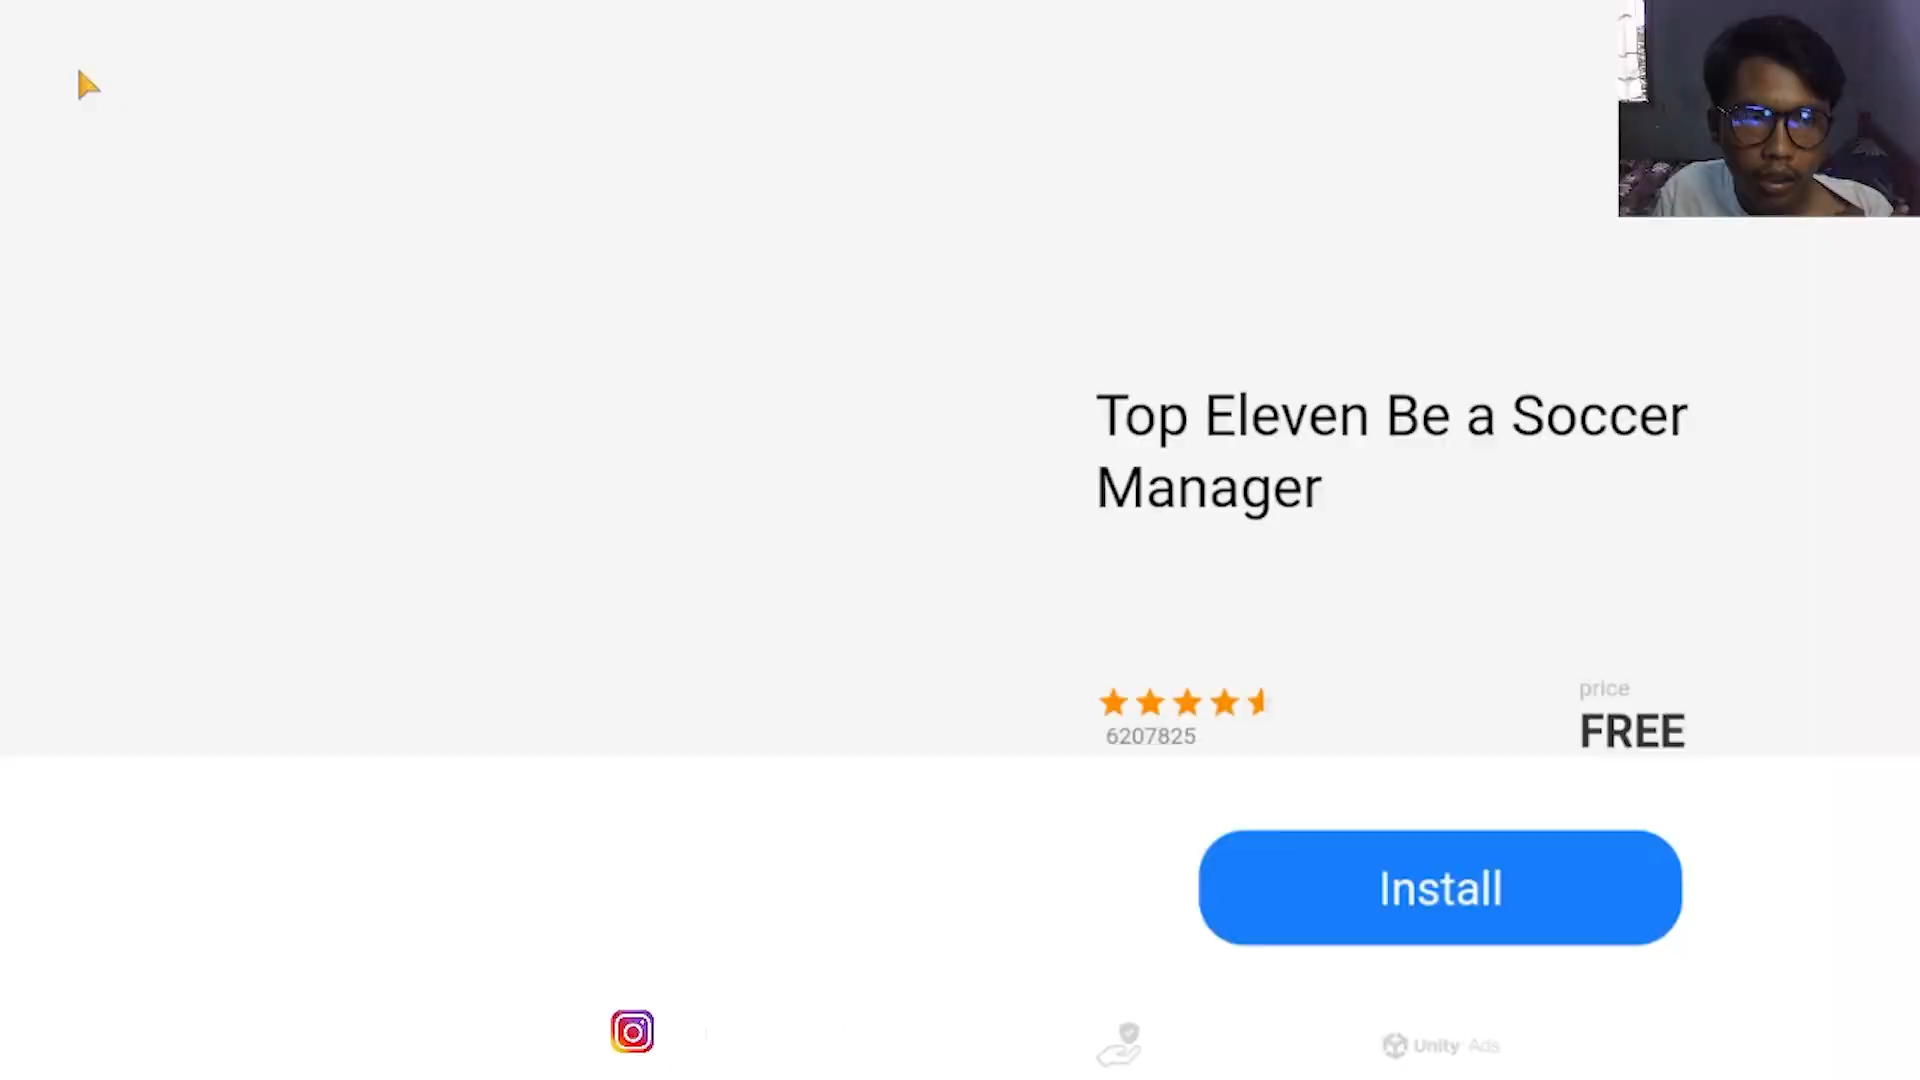 Top Eleven Be a Soccer
Manager
6207825
price
FREE
Install
Unity Ads